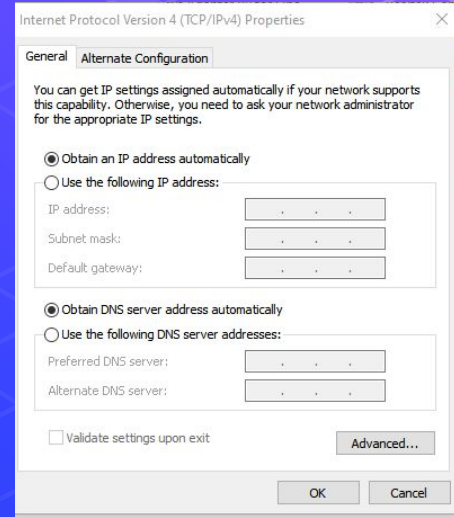 Internet Protocol Version 4 (TCP/IPv4) Properties
General Alternate Configuration
You can get IP settings assigned automatically if your network supports
this capability. Otherwise, you need to ask your network administrator
for the appropriate IP settings.
Obtain an IP address automatically
Use the following IP address:
IP address:
Subnet mask:
Default gateway:
Obtain DNS server address automatically
Use the following DNS server addresses:
Preferred DNS server:
Alternate DNS server:
Validate settings upon exit
Advanced...
OK Cancel